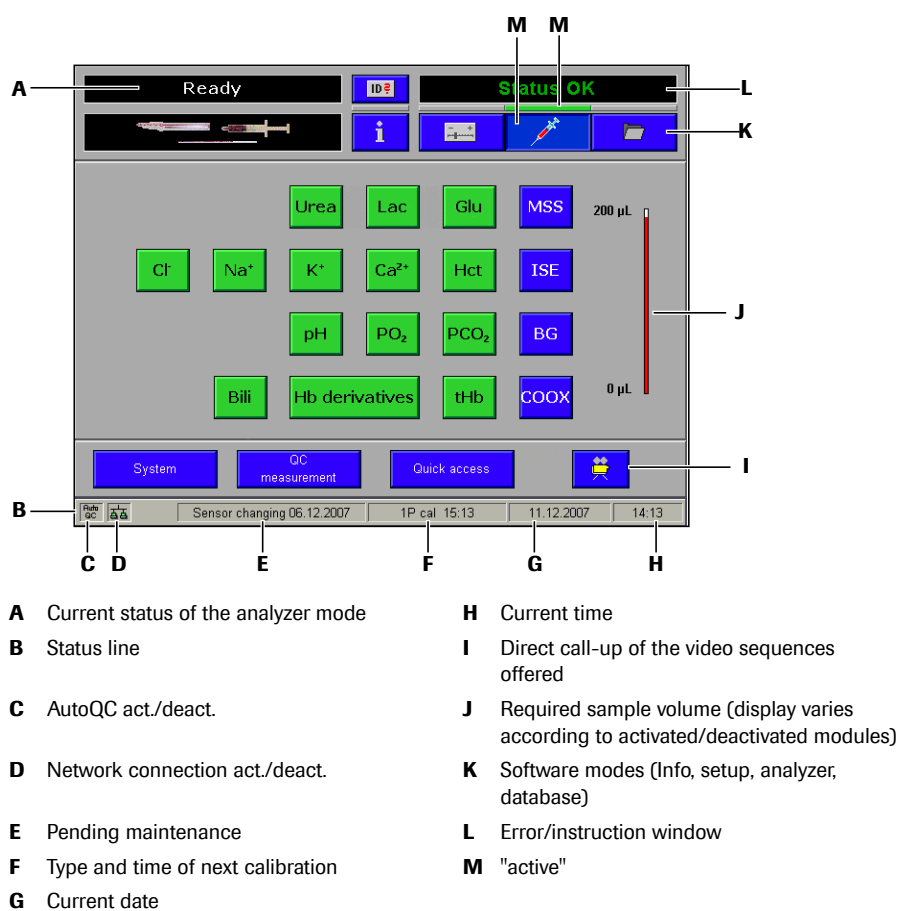 M M
A Ready ID? Status OK L
i K
Urea Lac Glu MSS 200 µL
Cl⁻ Na⁺ K⁺ Ca²⁺ Hct ISE
J
pH PO₂ PCO₂ BG
Bili Hb derivatives tHb COOX 0 µL
System QC measurement Quick access I
B Auto QC Sensor changing 06.12.2007 1P cal 15:13 11.12.2007 14:13
C D E F G H
A Current status of the analyzer mode
B Status line
C AutoQC act./deact.
D Network connection act./deact.
E Pending maintenance
F Type and time of next calibration
G Current date
H Current time
I Direct call-up of the video sequences
offered
J Required sample volume (display varies
according to activated/deactivated modules)
K Software modes (Info, setup, analyzer,
database)
L Error/instruction window
M "active"